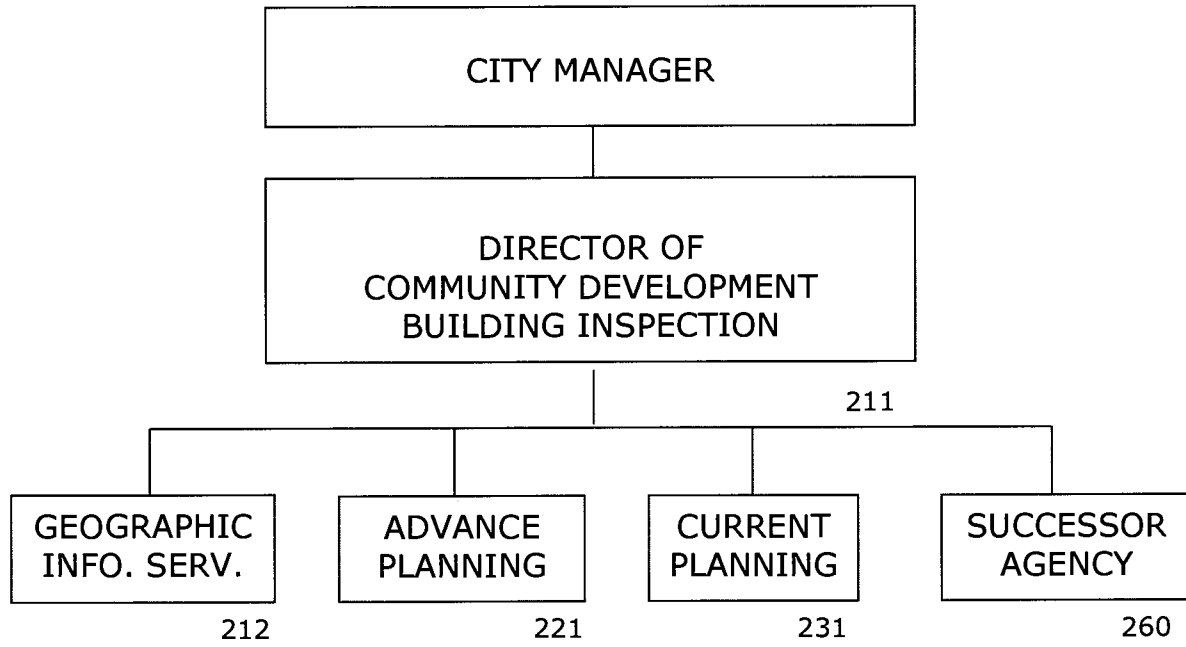 CITY MANAGER
DIRECTOR OF
COMMUNITY DEVELOPMENT
BUILDING INSPECTION
211
GEOGRAPHIC
INFO. SERV.
212
ADVANCE
PLANNING
221
CURRENT
PLANNING
231
SUCCESSOR
AGENCY
260